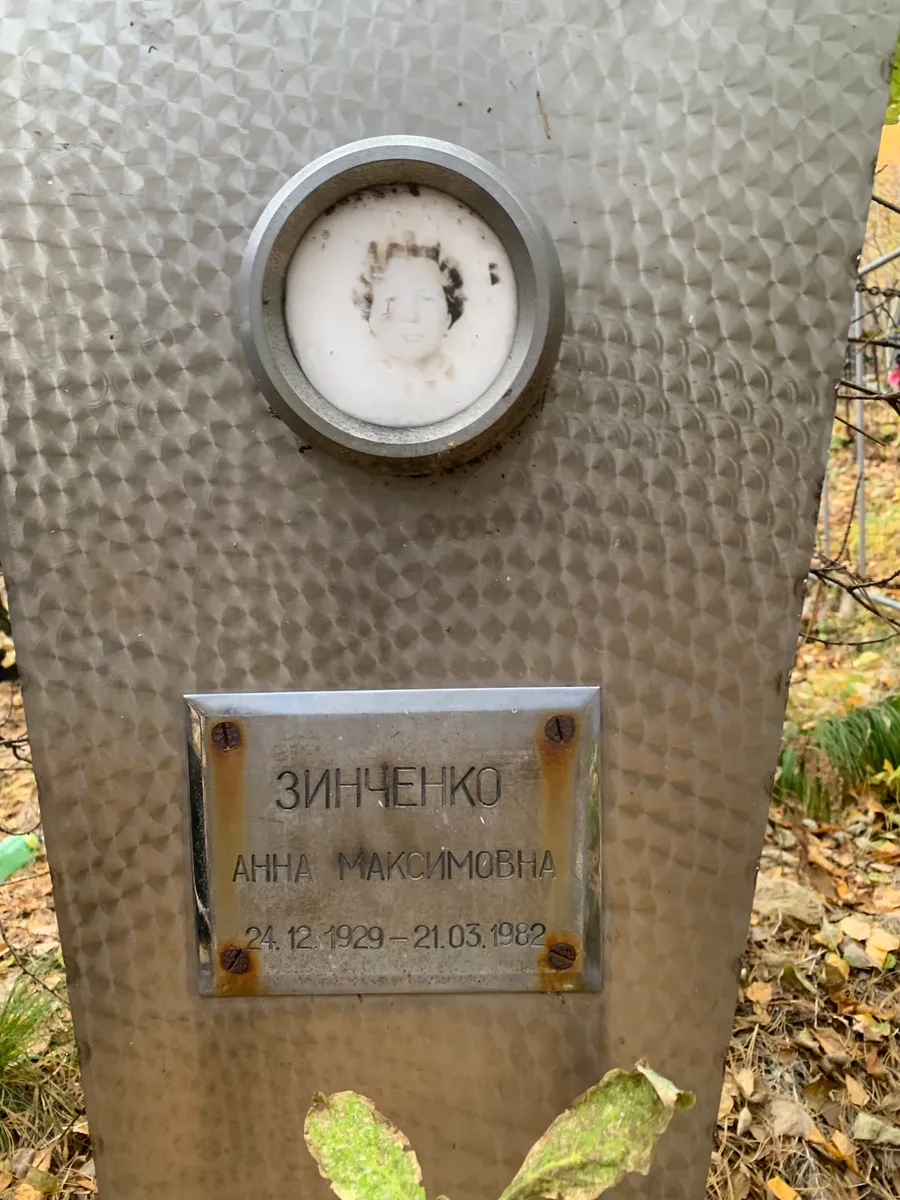 ЗИНЧЕНКО
АННА МАКСИМОВНА
24.12.1929 – 21.03.1982